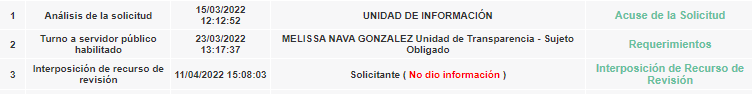 1 Análisis de la solicitud 15/03/2022 12:12:52 UNIDAD DE INFORMACIÓN Acuse de la Solicitud
2 Turno a servidor público habilitado 23/03/2022 13:17:37 MELISSA NAVA GONZALEZ Unidad de Transparencia - Sujeto Obligado Requerimientos
3 Interposición de recurso de revisión 11/04/2022 15:08:03 Solicitante ( No dio información ) Interposición de Recurso de Revisión